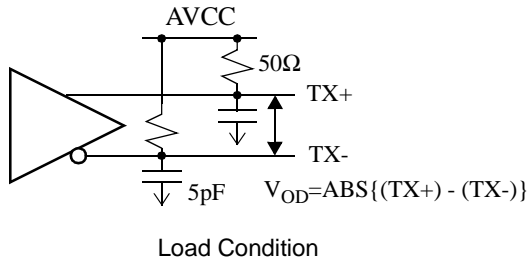 AVCC
50Ω
TX+
TX-
5pF
V_OD=ABS{(TX+) - (TX-)}
Load Condition